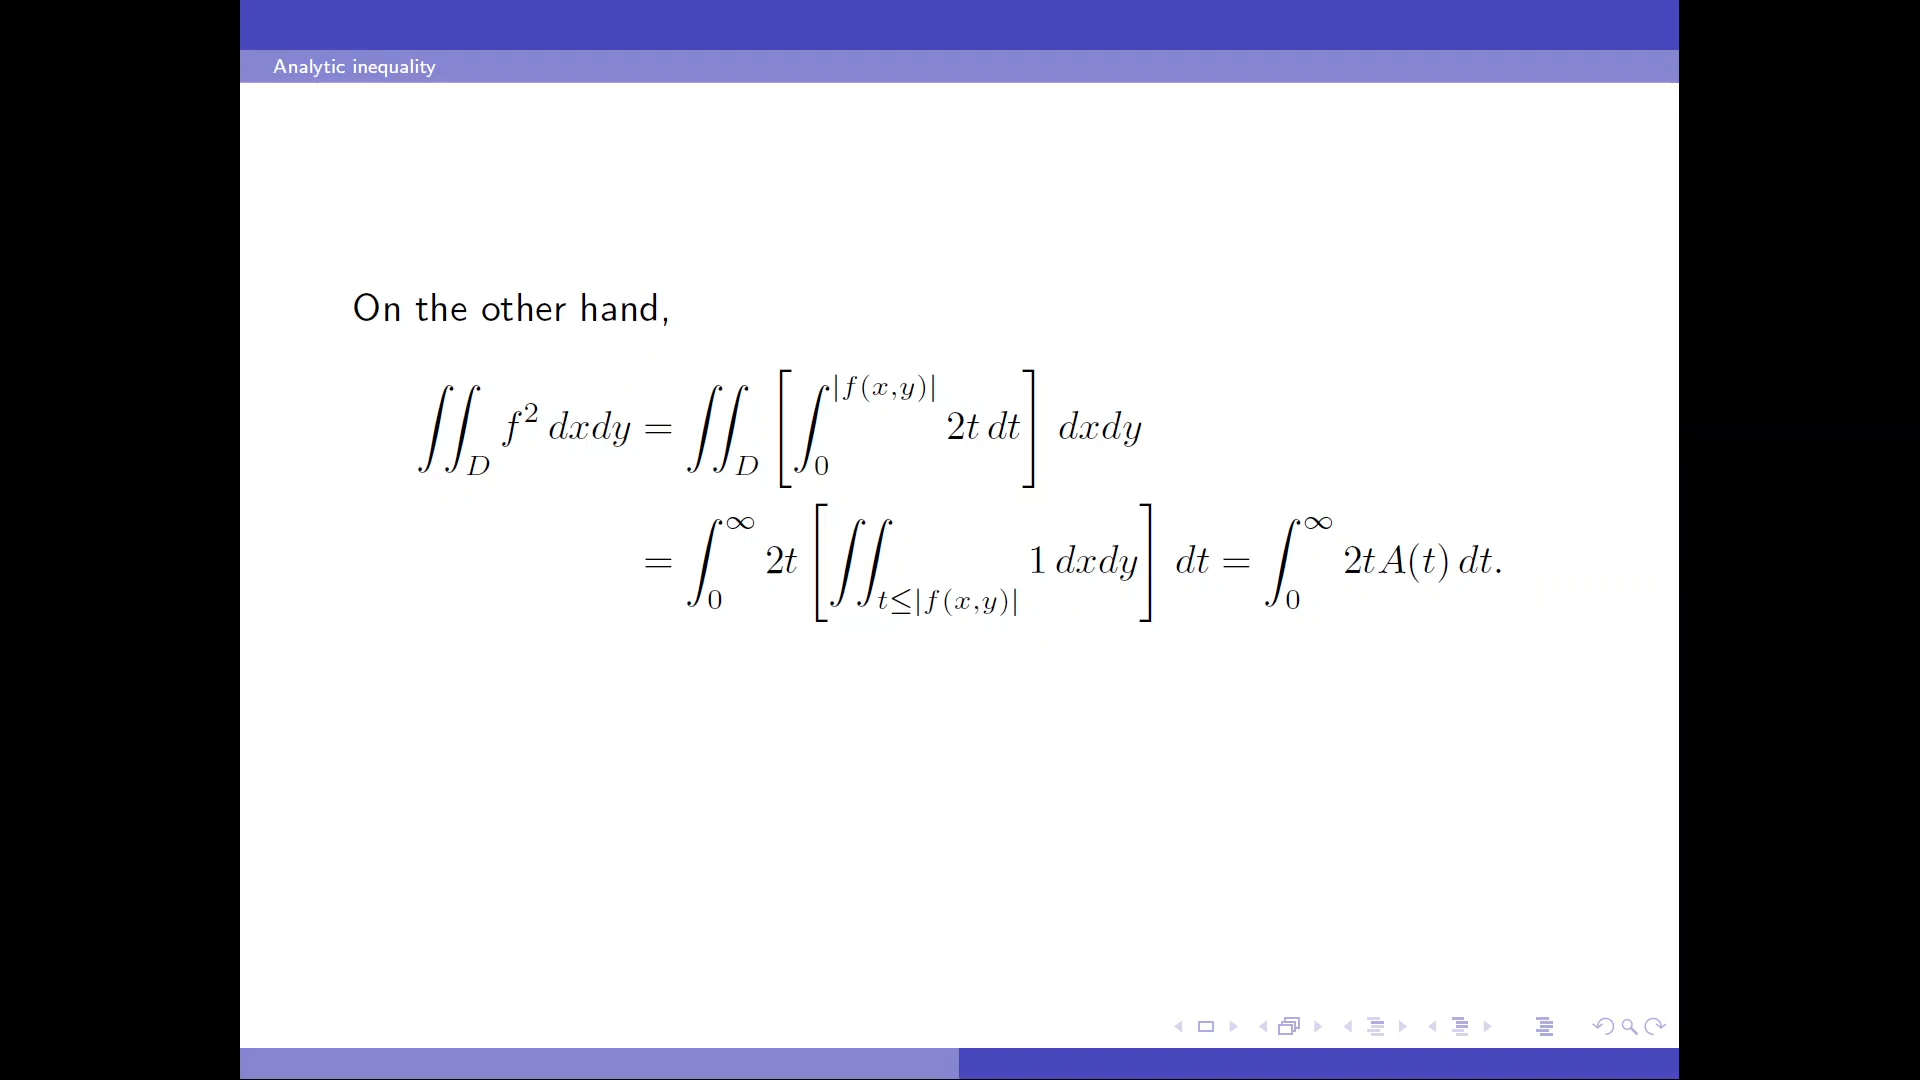 Analytic inequality
On the other hand,
∬_D f² dxdy = ∬_D [∫_0^{|f(x,y)|} 2t dt] dxdy
= ∫_0^∞ 2t [∬_{t≤|f(x,y)|} 1 dxdy] dt = ∫_0^∞ 2tA(t) dt.